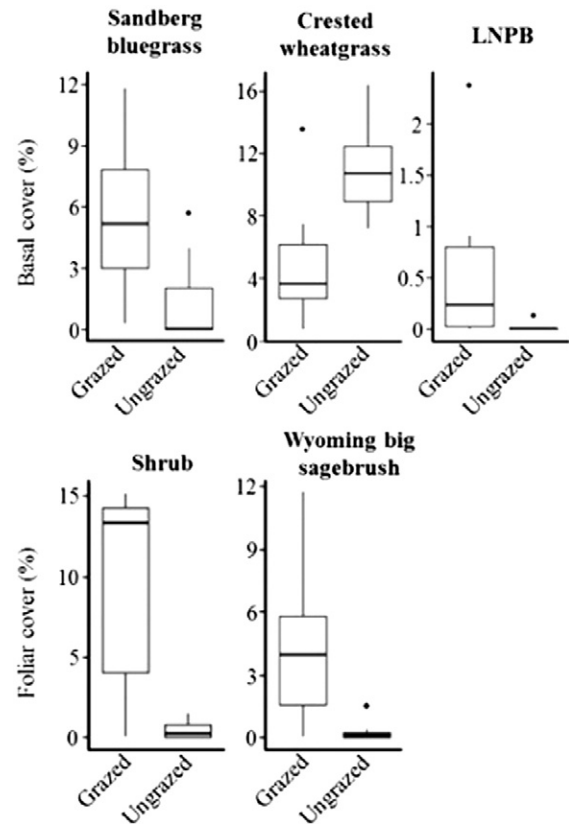 Sandberg
bluegrass
Crested
wheatgrass
LNPB
Basal cover (%)
12
9
6
3
0
Grazed
Ungrazed
16
12
8
4
0
Grazed
Ungrazed
2
1.5
1
0.5
0
Grazed
Ungrazed
Shrub
Wyoming big
sagebrush
Foliar cover (%)
15
10
5
0
Grazed
Ungrazed
12
9
6
3
0
Grazed
Ungrazed